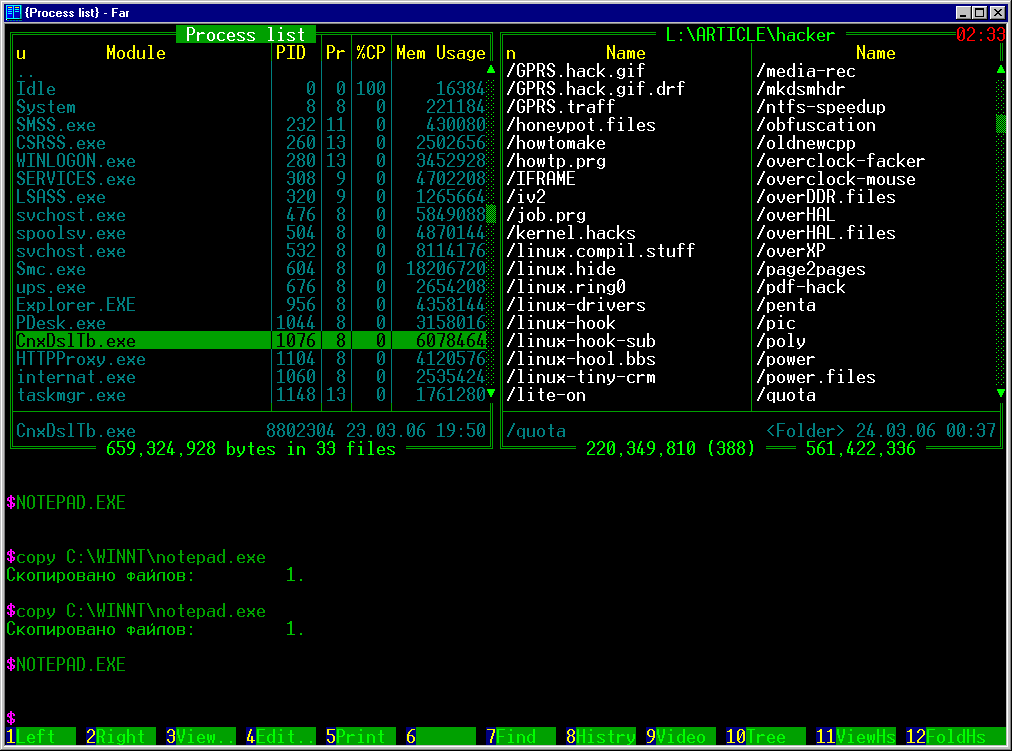 {Process list} - Far
Process list
u Module PID Pr %CP Mem Usage
..
Idle 0 0 100 16384
System 8 8 0 221184
SMSS.exe 232 11 0 430080
CSRSS.exe 260 13 0 2502656
WINLOGON.exe 280 13 0 3452928
SERVICES.exe 308 9 0 4702208
LSASS.exe 320 9 0 1265664
svchost.exe 476 8 0 5849088
spoolsv.exe 504 8 0 4870144
svchost.exe 532 8 0 8114176
Smc.exe 604 8 0 18206720
ups.exe 676 8 0 2654208
Explorer.EXE 956 8 0 4358144
PDesk.exe 1044 8 0 3158016
CnxDslTb.exe 1076 8 0 6078464
HTTPProxy.exe 1104 8 0 4120576
internat.exe 1060 8 0 2535424
taskmgr.exe 1148 13 0 1761280
CnxDslTb.exe 8802304 23.03.06 19:50
659,324,928 bytes in 33 files
L:\ARTICLE\hacker 02:33
n Name Name
/GPRS.hack.gif /media-rec
/GPRS.hack.gif.drf /mkdsmhdr
/GPRS.traff /ntfs-speedup
/honeypot.files /obfuscation
/howtomake /oldnewcpp
/howtp.prg /overclock-facker
/IFRAME /overclock-mouse
/iv2 /overDDR.files
/job.prg /overHAL
/kernel.hacks /overHAL.files
/linux.compil.stuff /overXP
/linux.hide /page2pages
/linux.ring0 /pdf-hack
/linux-drivers /penta
/linux-hook /pic
/linux-hook-sub /poly
/linux-hool.bbs /power
/linux-tiny-crm /power.files
/lite-on /quota
/quota <Folder> 24.03.06 00:37
220,349,810 (388) 561,422,336
$NOTEPAD.EXE
$copy C:\WINNT\notepad.exe
Скопировано файлов: 1.
$copy C:\WINNT\notepad.exe
Скопировано файлов: 1.
$NOTEPAD.EXE
$
1Left 2Right 3View.. 4Edit.. 5Print 6 7Find 8Histry 9Video 10Tree 11ViewHs 12FoldHs